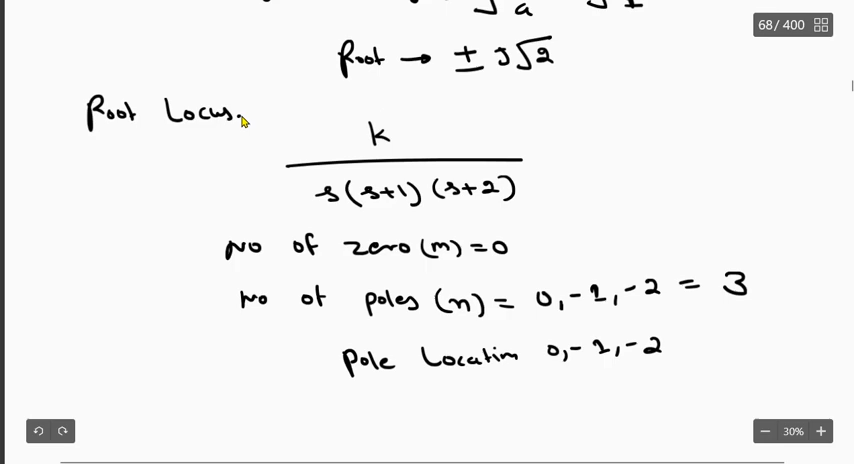 68 / 400
Root → ± j√2
Root Locus.
k
s(s+1)(s+2)
No of zero (m) = 0
No of poles (n) = 0, -1, -2 = 3
Pole Location 0, -1, -2
30%